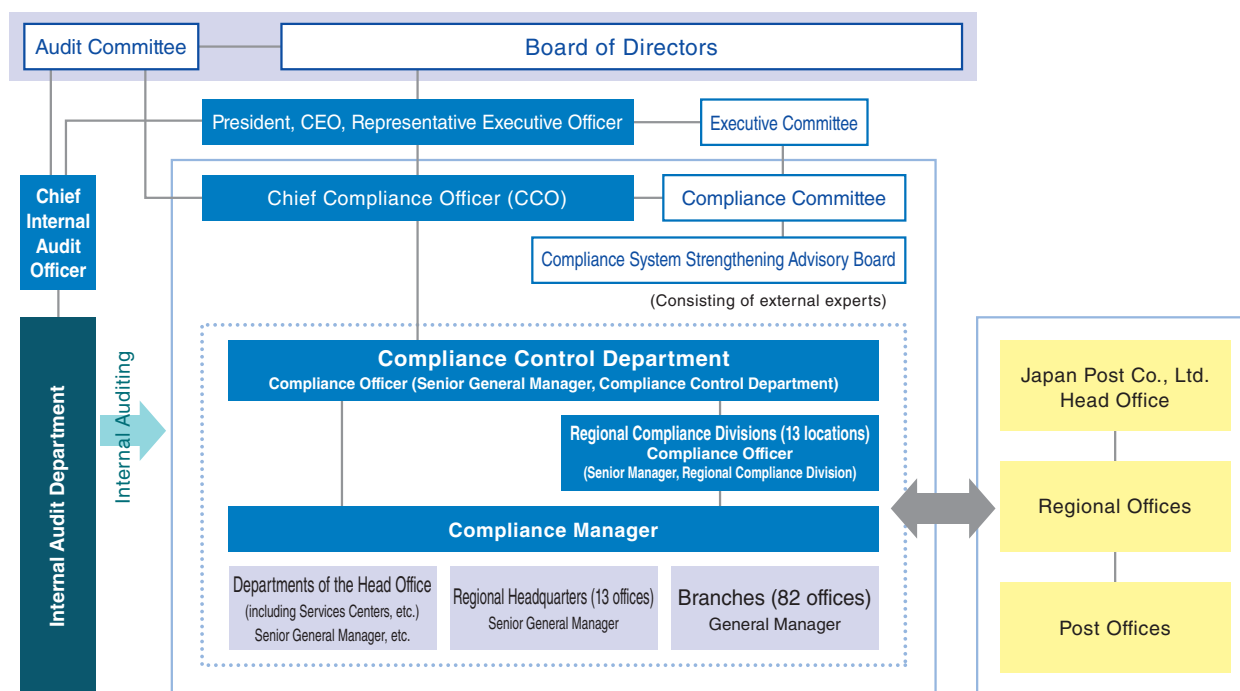 Audit Committee
Board of Directors
President, CEO, Representative Executive Officer
Executive Committee
Chief
Internal
Audit
Officer
Chief Compliance Officer (CCO)
Compliance Committee
Compliance System Strengthening Advisory Board
(Consisting of external experts)
Internal Audit Department
Internal Auditing
Compliance Control Department
Compliance Officer (Senior General Manager, Compliance Control Department)
Regional Compliance Divisions (13 locations)
Compliance Officer
(Senior Manager, Regional Compliance Division)
Compliance Manager
Departments of the Head Office
(including Services Centers, etc.)
Senior General Manager, etc.
Regional Headquarters (13 offices)
Senior General Manager
Branches (82 offices)
General Manager
Japan Post Co., Ltd.
Head Office
Regional Offices
Post Offices